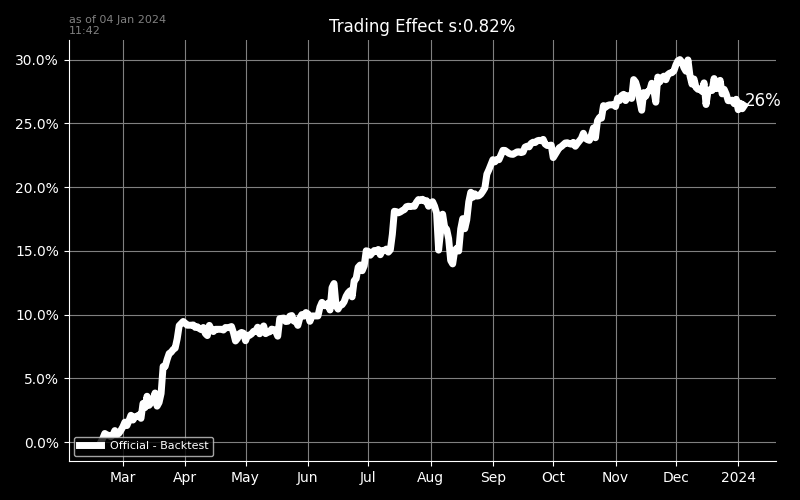 as of 04 Jan 2024
11:42
Trading Effect s:0.82%
30.0%
25.0%
20.0%
15.0%
10.0%
5.0%
0.0%
26%
Official - Backtest
Mar Apr May Jun Jul Aug Sep Oct Nov Dec 2024